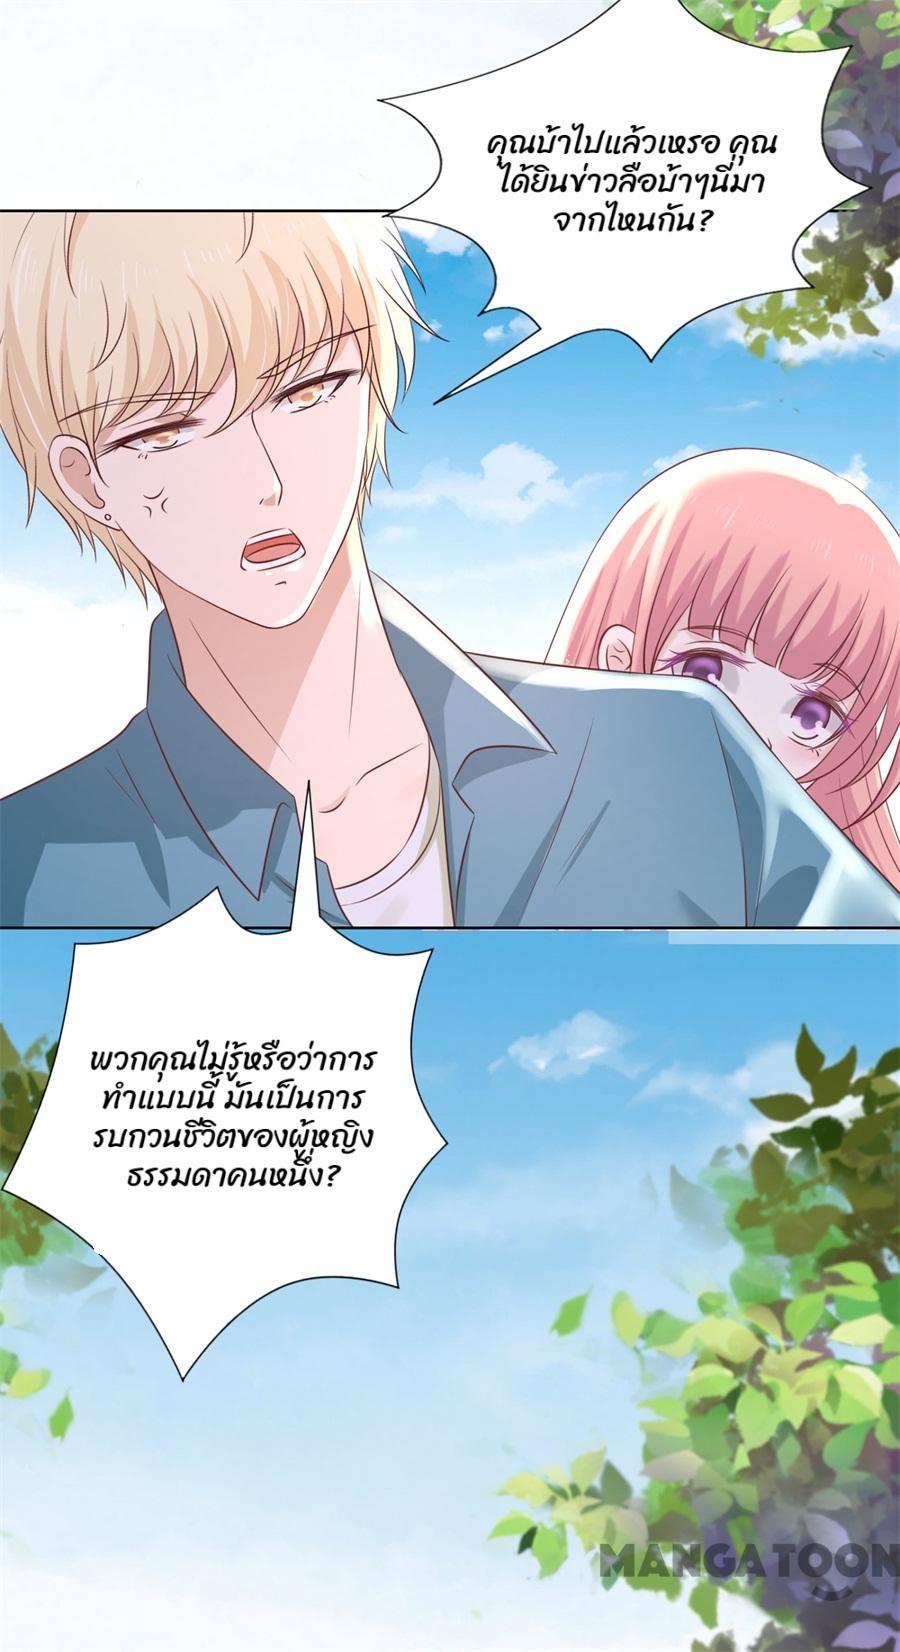 คุณบ้าไปแล้วเหรอ คุณ
ได้ยินข่าวลือบ้าๆนี่มา
จากไหนกัน?
พวกคุณไม่รู้หรือว่าการ
ทำแบบนี้ มันเป็นการ
รบกวนชีวิตของผู้หญิง
ธรรมดาคนหนึ่ง?
MANGATOON